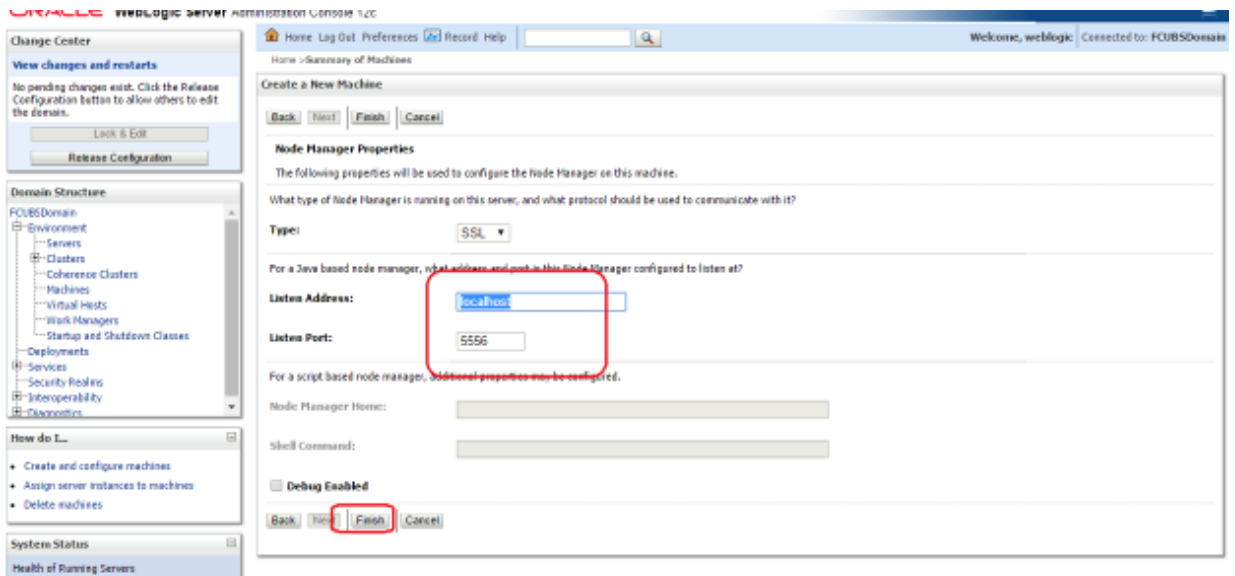 ORACLE WebLogic Server Administration Console 12c
Change Center
View changes and restarts
No pending changes exist. Click the Release
Configuration button to allow others to edit
the domain.
Lock & Edit
Release Configuration
Domain Structure
FCUBSDomain
Environment
Servers
Clusters
Coherence Clusters
Machines
Virtual Hosts
Work Managers
Startup and Shutdown Classes
Deployments
Services
Security Realms
Interoperability
Diagnostics
How do I...
Create and configure machines
Assign server instances to machines
Delete machines
System Status
Health of Running Servers
Home Log Out Preferences Record Help
Welcome, weblogic Connected to: FCUBSDomain
Home >Summary of Machines
Create a New Machine
Back Next Finish Cancel
Node Manager Properties
The following properties will be used to configure the Node Manager on this machine.
What type of Node Manager is running on this server, and what protocol should be used to communicate with it?
Type: SSL
For a Java based node manager, what address and port is this Node Manager configured to listen at?
Listen Address: localhost
Listen Port: 5556
For a script based node manager, additional properties may be configured.
Node Manager Home:
Shell Command:
Debug Enabled
Back Next Finish Cancel